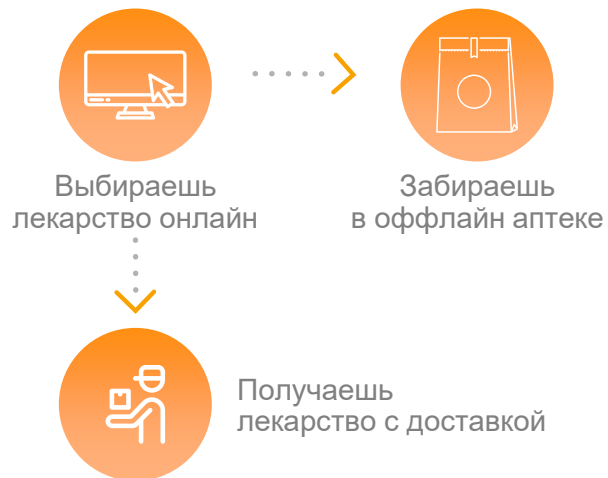 Выбираешь
лекарство онлайн
Забираешь
в оффлайн аптеке
Получаешь
лекарство с доставкой